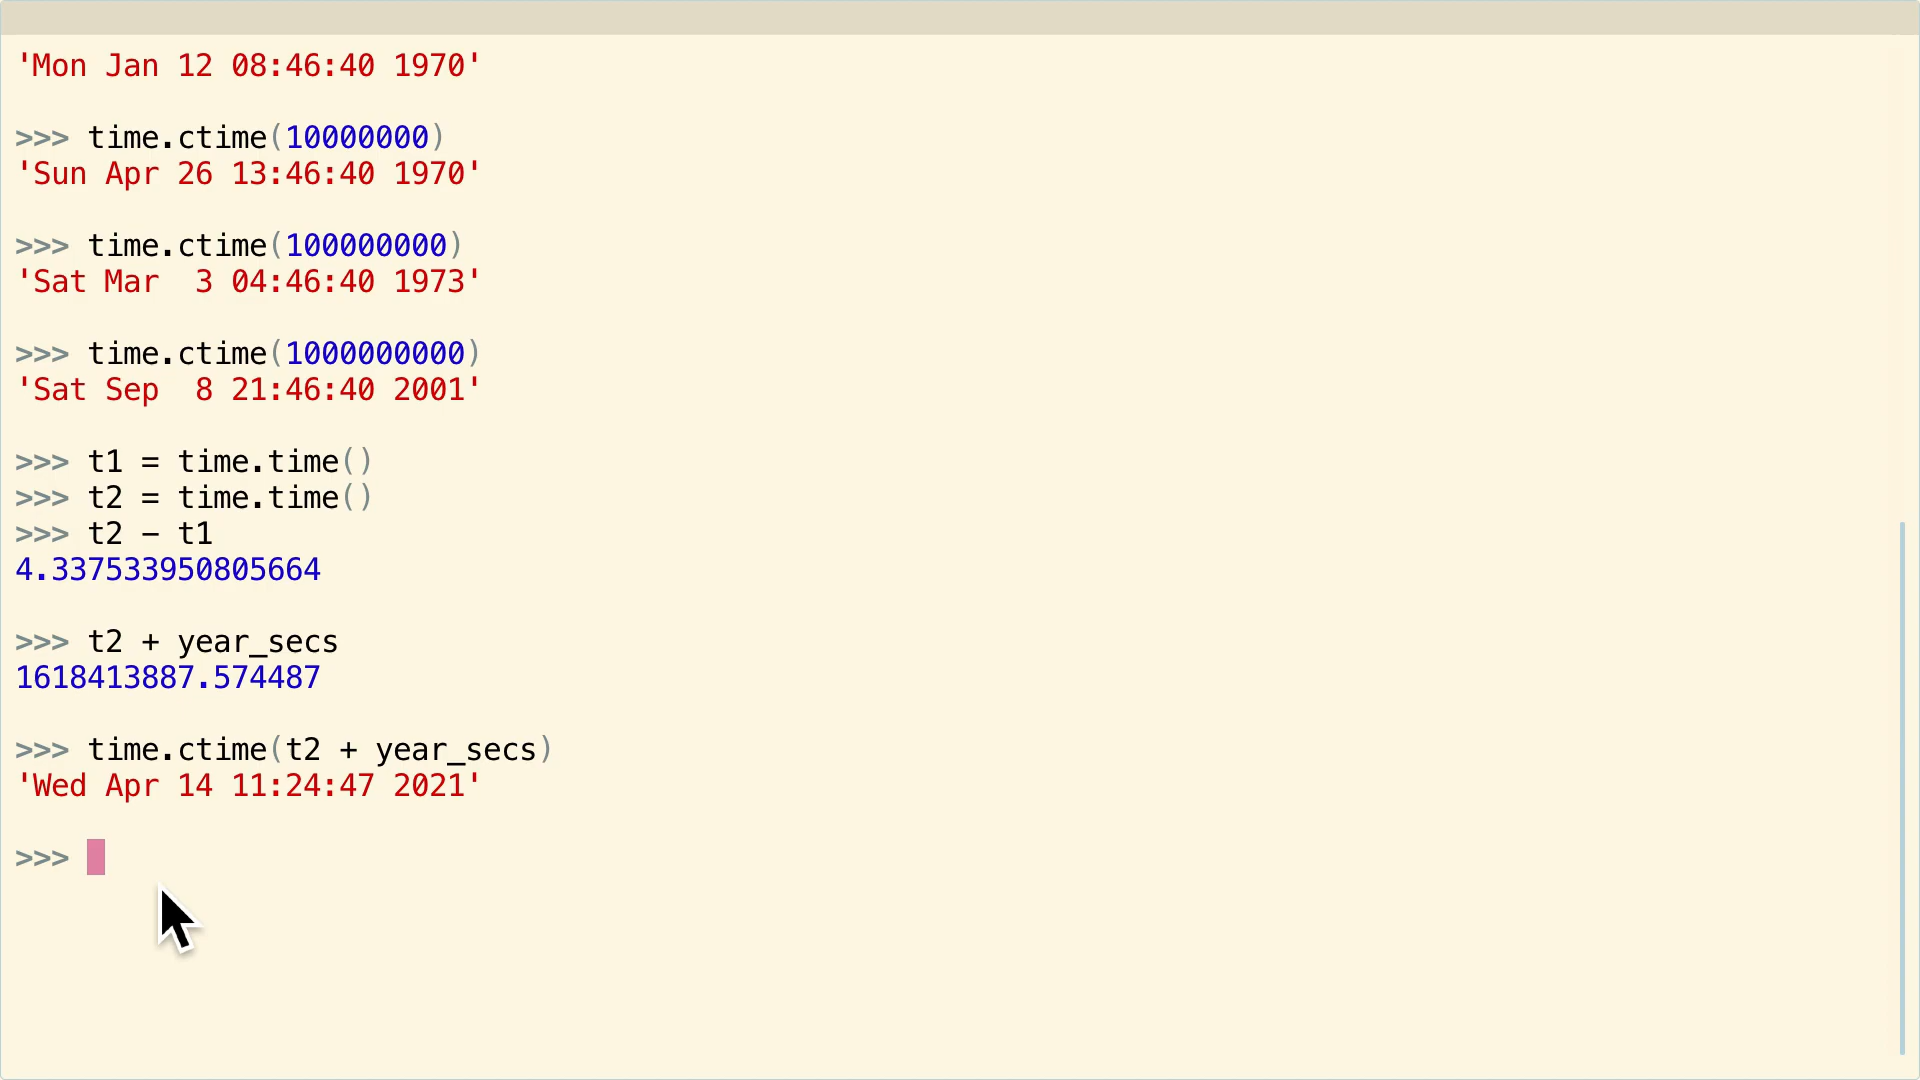 'Mon Jan 12 08:46:40 1970'
>>> time.ctime(10000000)
'Sun Apr 26 13:46:40 1970'
>>> time.ctime(100000000)
'Sat Mar  3 04:46:40 1973'
>>> time.ctime(1000000000)
'Sat Sep  8 21:46:40 2001'
>>> t1 = time.time()
>>> t2 = time.time()
>>> t2 - t1
4.337533950805664
>>> t2 + year_secs
1618413887.574487
>>> time.ctime(t2 + year_secs)
'Wed Apr 14 11:24:47 2021'
>>>